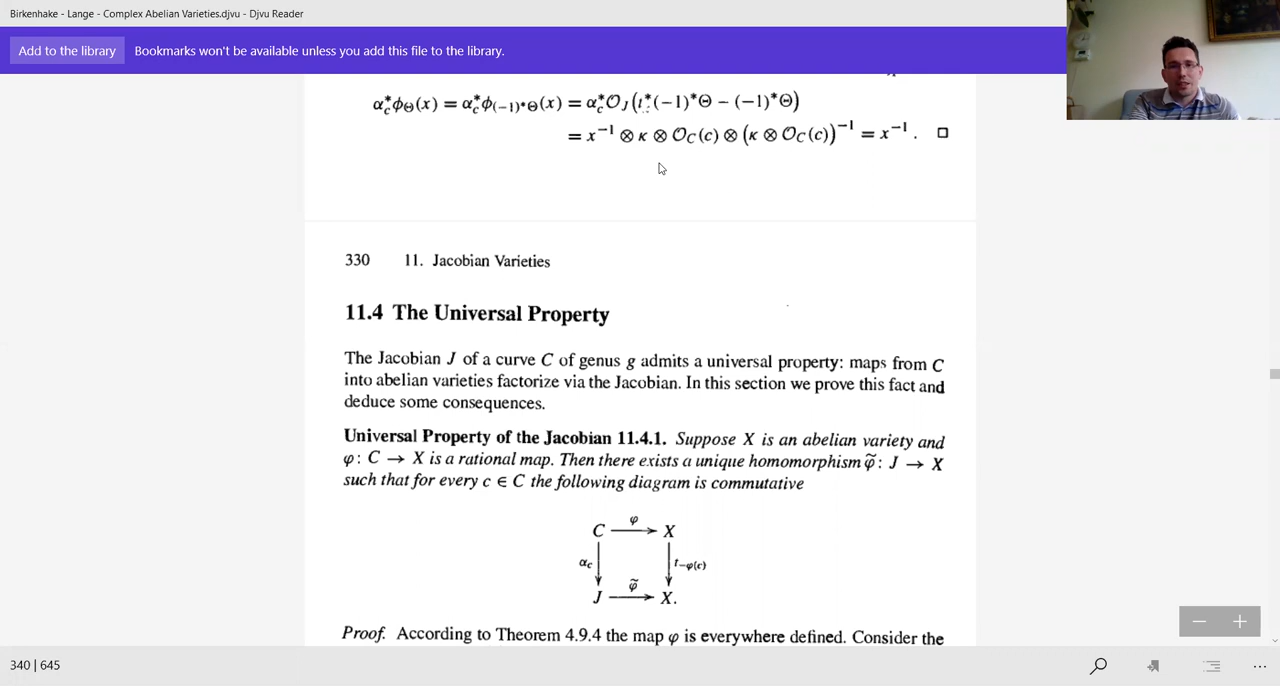 Birkenhake - Lange - Complex Abelian Varieties.djvu - Djvu Reader
Add to the library Bookmarks won't be available unless you add this file to the library.
α*_c φ_Θ(x) = α*_c φ_(−1)*Θ(x) = α*_c 𝒪_J(t*(−1)*Θ − (−1)*Θ)
= x⁻¹ ⊗ κ ⊗ 𝒪_C(c) ⊗ (κ ⊗ 𝒪_C(c))⁻¹ = x⁻¹ . □
330 11. Jacobian Varieties
11.4 The Universal Property
The Jacobian J of a curve C of genus g admits a universal property: maps from C
into abelian varieties factorize via the Jacobian. In this section we prove this fact and
deduce some consequences.
Universal Property of the Jacobian 11.4.1. Suppose X is an abelian variety and
φ: C → X is a rational map. Then there exists a unique homomorphism φ̃: J → X
such that for every c ∈ C the following diagram is commutative
φ
C → X
α_c t_−φ(c)
φ̃
J → X.
Proof. According to Theorem 4.9.4 the map φ is everywhere defined. Consider the
340 | 645